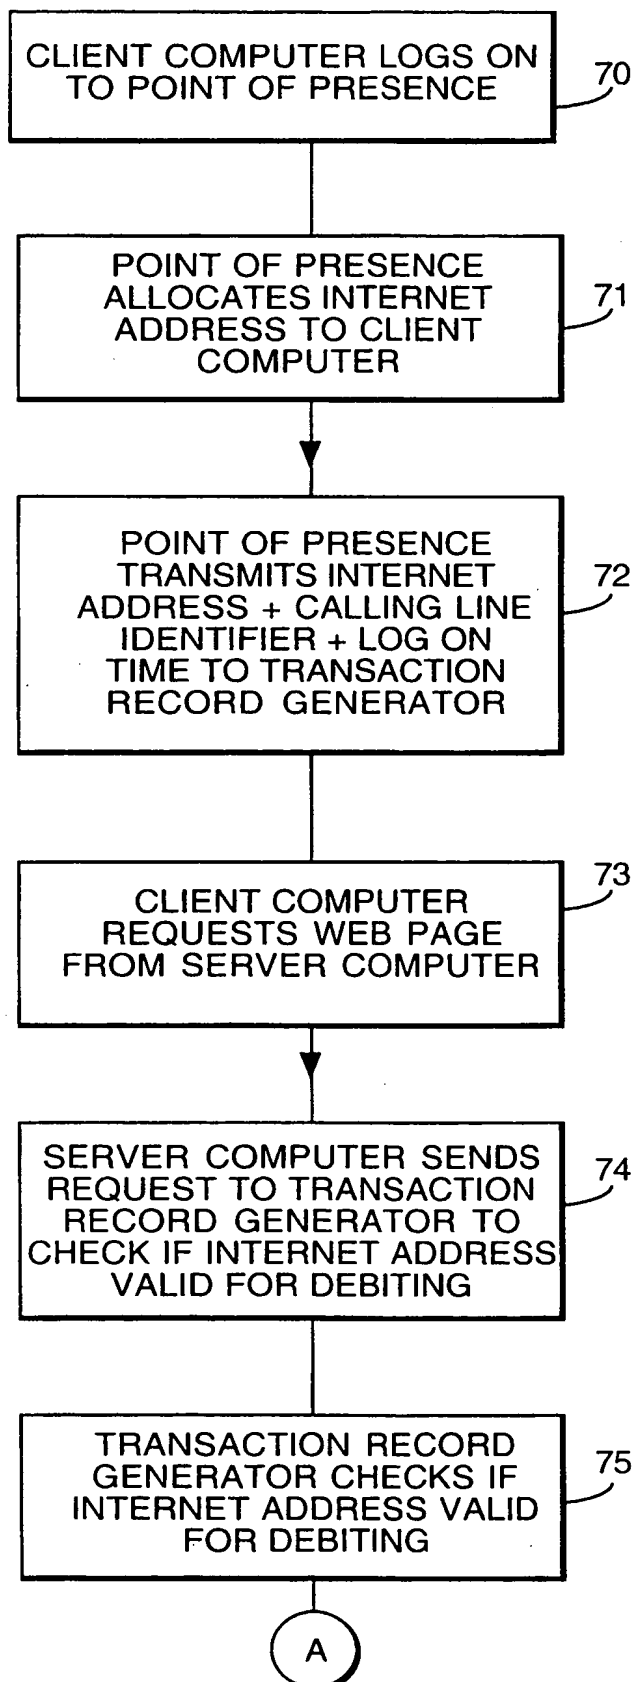 CLIENT COMPUTER LOGS ON
TO POINT OF PRESENCE
70
POINT OF PRESENCE
ALLOCATES INTERNET
ADDRESS TO CLIENT
COMPUTER
71
POINT OF PRESENCE
TRANSMITS INTERNET
ADDRESS + CALLING LINE
IDENTIFIER + LOG ON
TIME TO TRANSACTION
RECORD GENERATOR
72
CLIENT COMPUTER
REQUESTS WEB PAGE
FROM SERVER COMPUTER
73
SERVER COMPUTER SENDS
REQUEST TO TRANSACTION
RECORD GENERATOR TO
CHECK IF INTERNET ADDRESS
VALID FOR DEBITING
74
TRANSACTION RECORD
GENERATOR CHECKS IF
INTERNET ADDRESS VALID
FOR DEBITING
75
A